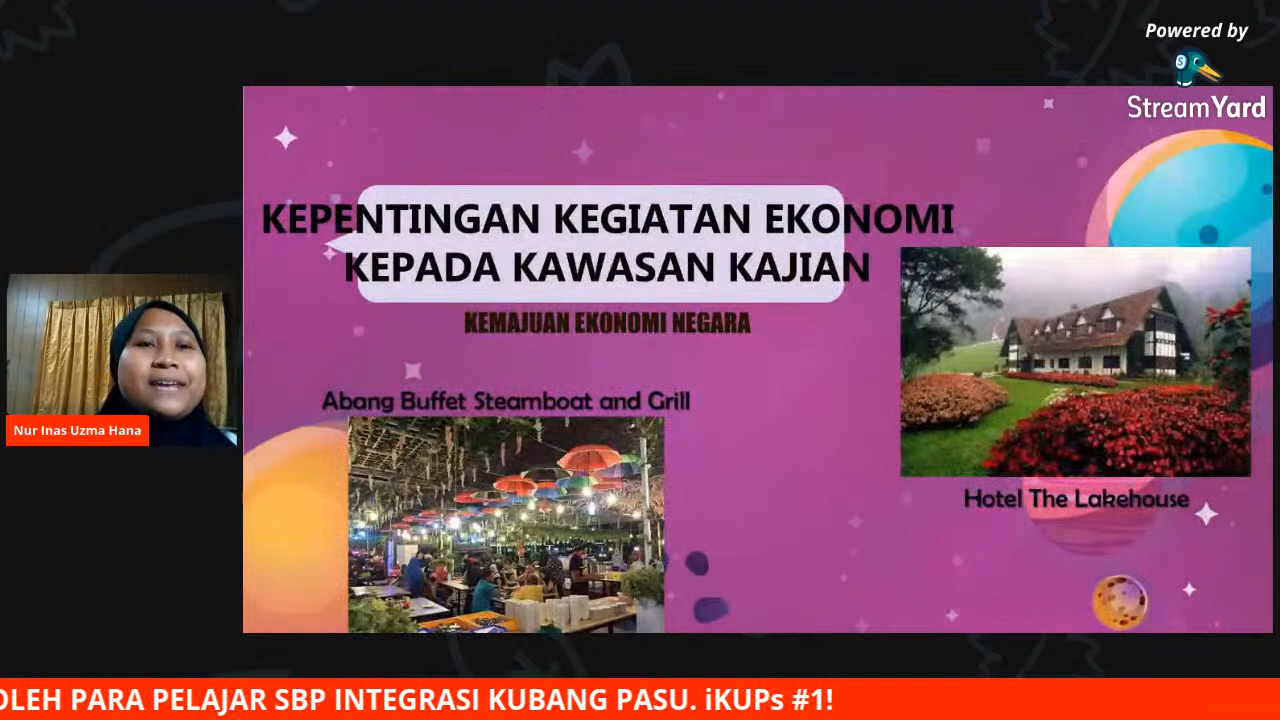 Powered by
StreamYard
KEPENTINGAN KEGIATAN EKONOMI
KEPADA KAWASAN KAJIAN
KEMAJUAN EKONOMI NEGARA
Abang Buffet Steamboat and Grill
Hotel The Lakehouse
Nur Inas Uzma Hana
OLEH PARA PELAJAR SBP INTEGRASI KUBANG PASU. iKUPs #1!